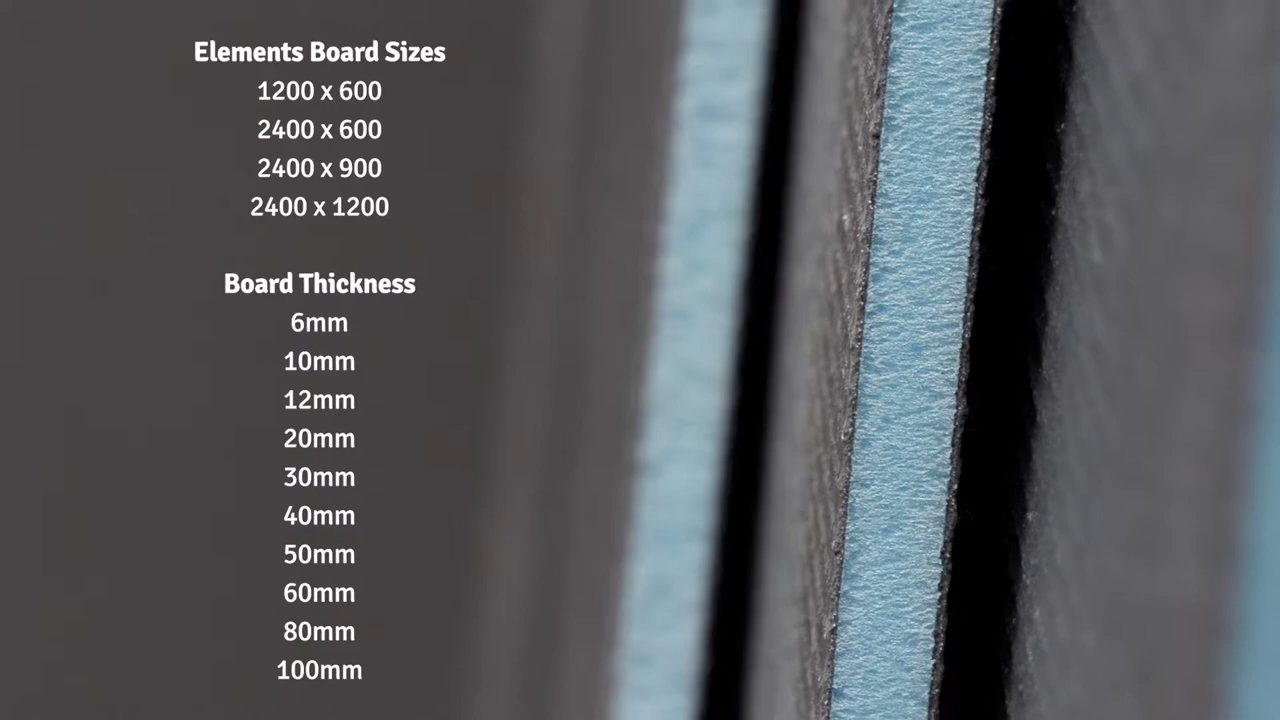 Elements Board Sizes
1200 x 600
2400 x 600
2400 x 900
2400 x 1200
Board Thickness
6mm
10mm
12mm
20mm
30mm
40mm
50mm
60mm
80mm
100mm